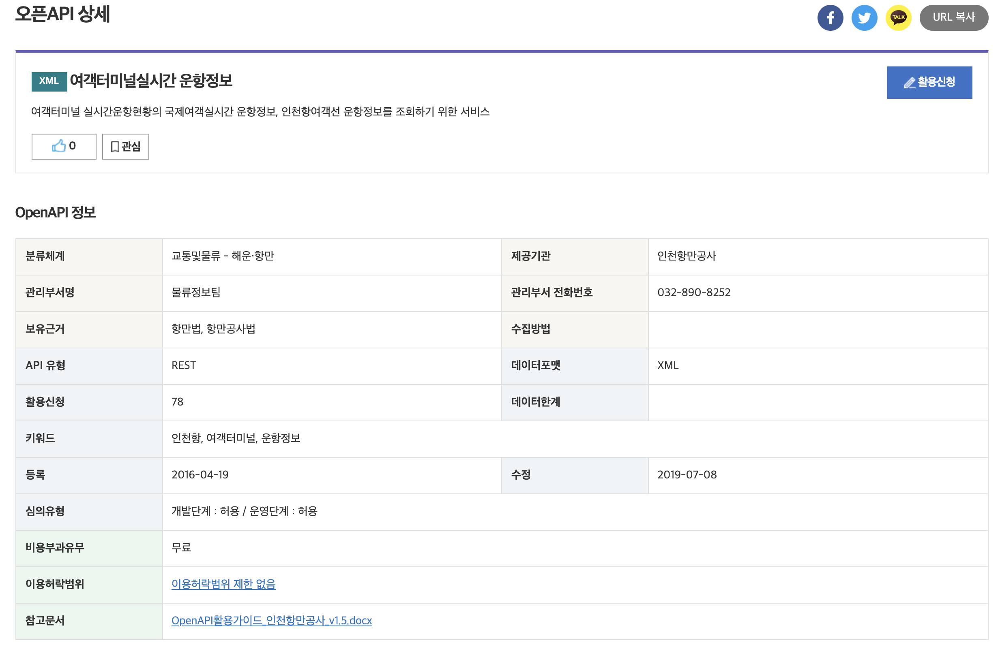 오픈API 상세
TALK
URL 복사
XML 여객터미널실시간 운항정보
활용신청
여객터미널 실시간운항현황의 국제여객실시간 운항정보, 인천항여객선 운항정보를 조회하기 위한 서비스
0 관심
OpenAPI 정보
분류체계 교통및물류 - 해운·항만 제공기관 인천항만공사
관리부서명 물류정보팀 관리부서 전화번호 032-890-8252
보유근거 항만법, 항만공사법 수집방법
API 유형 REST 데이터포맷 XML
활용신청 78 데이터한계
키워드 인천항, 여객터미널, 운항정보
등록 2016-04-19 수정 2019-07-08
심의유형 개발단계 : 허용 / 운영단계 : 허용
비용부과유무 무료
이용허락범위 이용허락범위 제한 없음
참고문서 OpenAPI활용가이드_인천항만공사_v1.5.docx